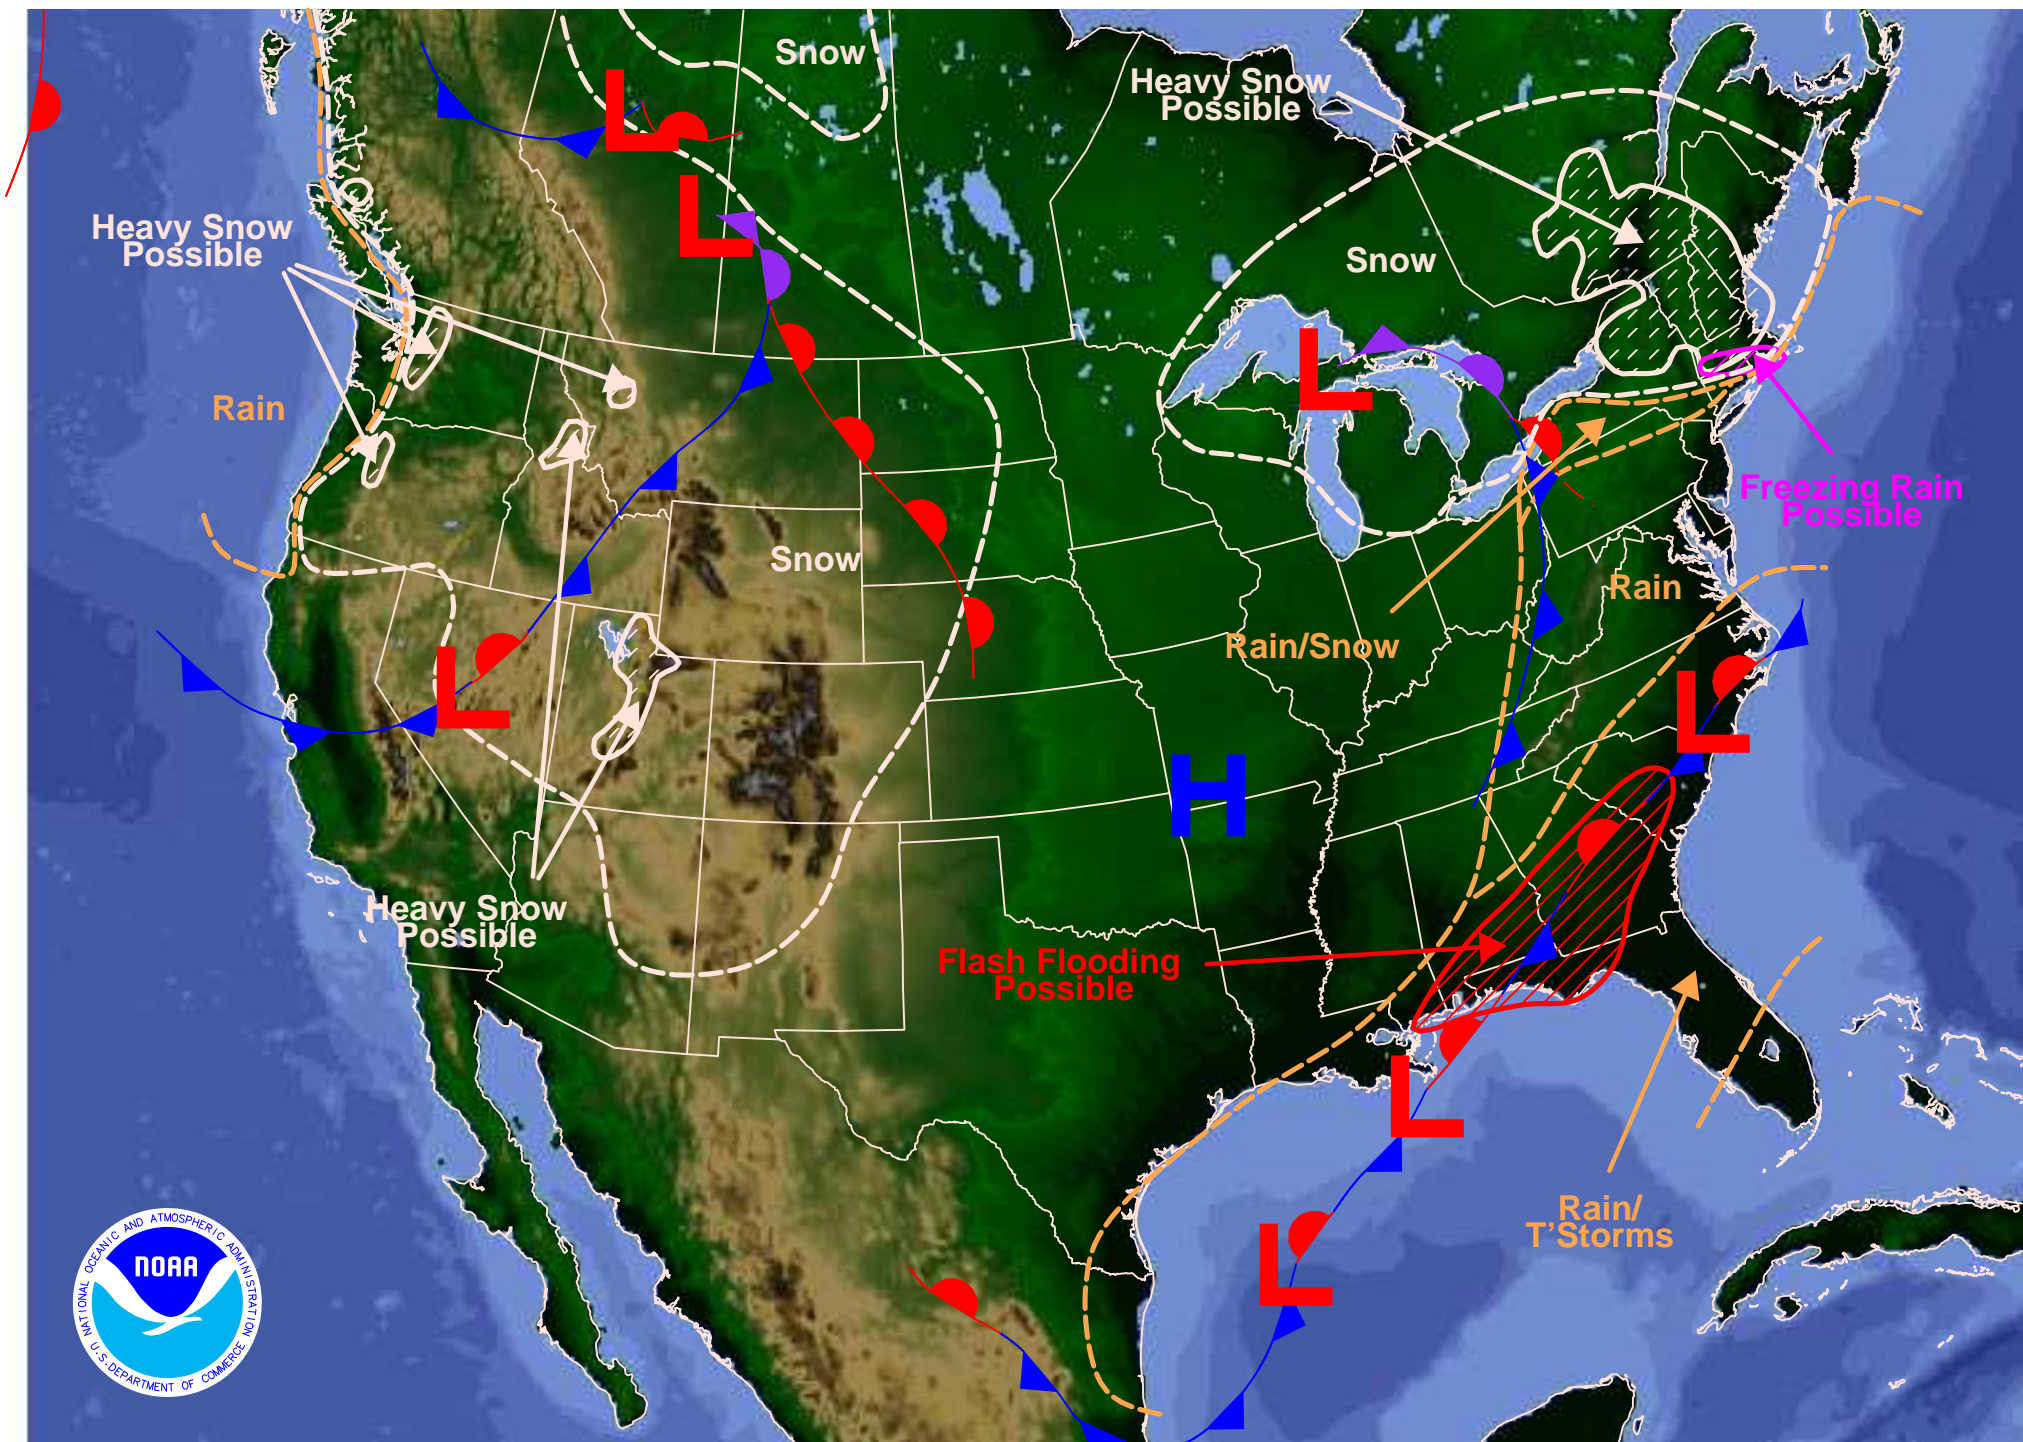 Snow
Heavy Snow
Possible
Heavy Snow
Possible
Snow
Rain
Freezing Rain
Possible
Snow
Rain
Rain/Snow
Heavy Snow
Possible
Flash Flooding
Possible
Rain/
T'Storms
L
L
L
L
L
L
L
H
NATIONAL OCEANIC AND ATMOSPHERIC ADMINISTRATION
NOAA
U.S. DEPARTMENT OF COMMERCE